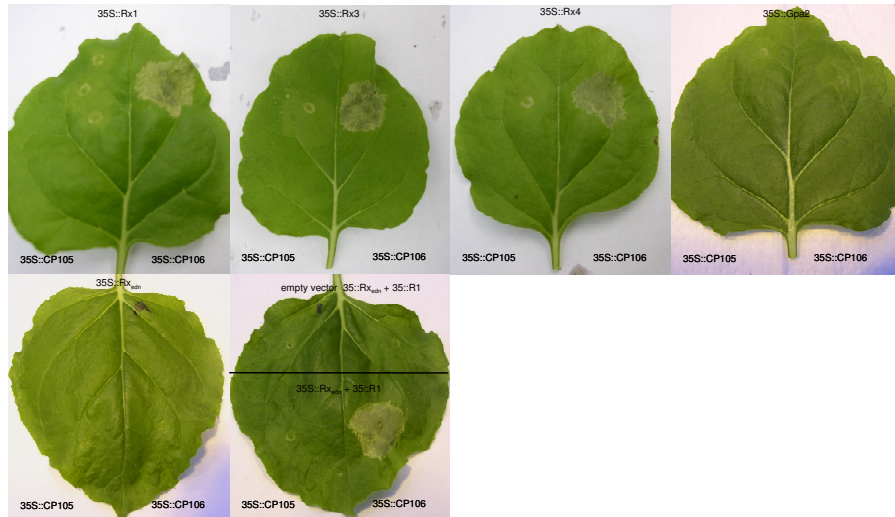 35S::Rx1
35S::Rx3
35S::Rx4
35S::Gpa2
35S::CP105
35S::CP106
35S::CP105
35S::CP106
35S::CP105
35S::CP106
35S::CP105
35S::CP106
35S::Rxedn
empty vector 35::Rxedn + 35::R1
35S::Rxedn + 35::R1
35S::CP105
35S::CP106
35S::CP105
35S::CP106